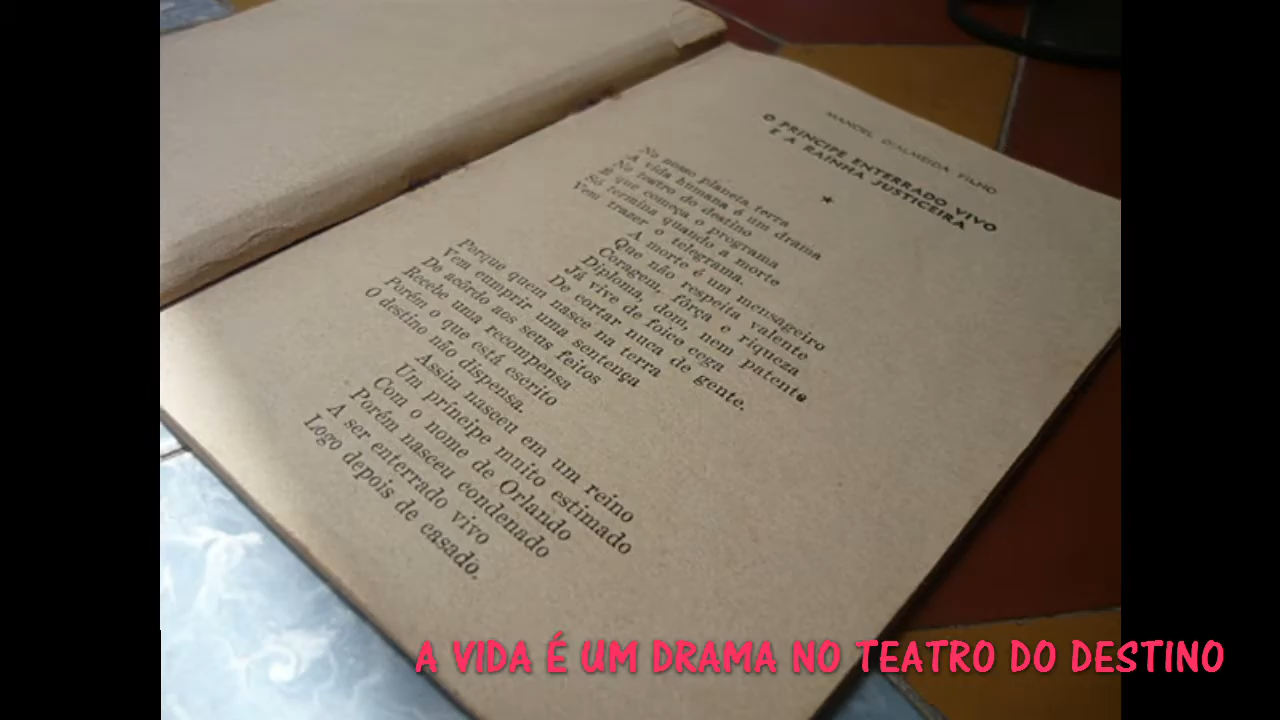 MANOEL D'ALMEIDA FILHO
O PRÍNCIPE ENTERRADO VIVO
E A RAINHA JUSTICEIRA
No nosso planeta terra
A vida humana é um drama
No teatro do destino
E que começa o programa
Só termina quando a morte
Vem trazer o telegrama.
A morte é um mensageiro
Que não respeita valente
Coragem, fôrça e riqueza
Diploma, dom, nem patente
Já vive de foice cega
De cortar nuca de gente.
Porque quem nasce na terra
Vem cumprir uma sentença
De acôrdo aos seus feitos
Recebe uma recompensa
Porém o que está escrito
O destino não dispensa.
Assim nasceu em um reino
Um príncipe muito estimado
Com o nome de Orlando
Porém nasceu condenado
A ser enterrado vivo
Logo depois de casado.
A VIDA É UM DRAMA NO TEATRO DO DESTINO